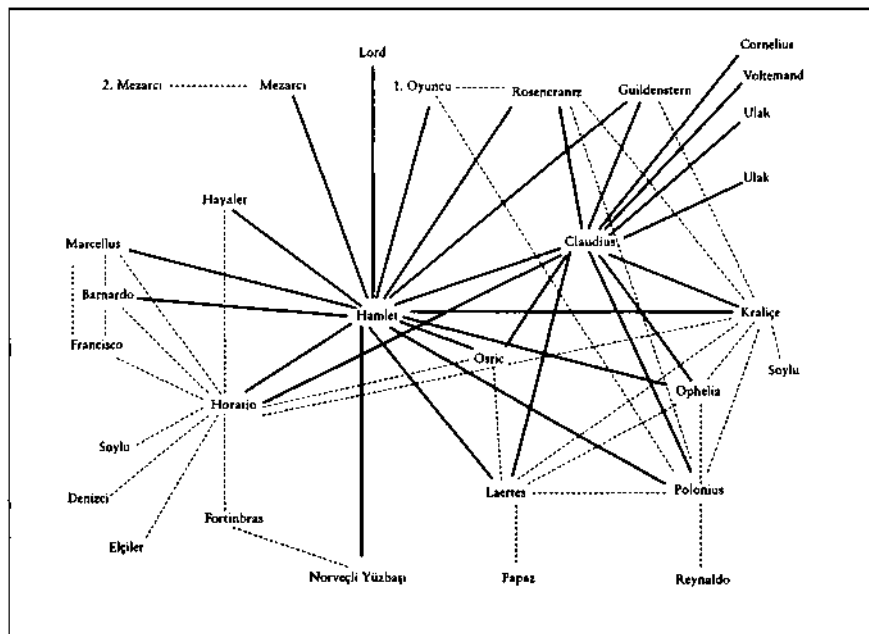 Cornelius
Lord
Voltemand
2. Mezarcı
Mezarcı
1. Oyuncu
Rosencrantz
Guildenstern
Ulak
Ulak
Hayalet
Marcellus
Claudius
Barnardo
Hamlet
Kraliçe
Francisco
Osric
Soylu
Ophelia
Horatio
Soylu
Laertes
Polonius
Denizci
Fortinbras
Elçiler
Norveçli Yüzbaşı
Papaz
Reynaldo